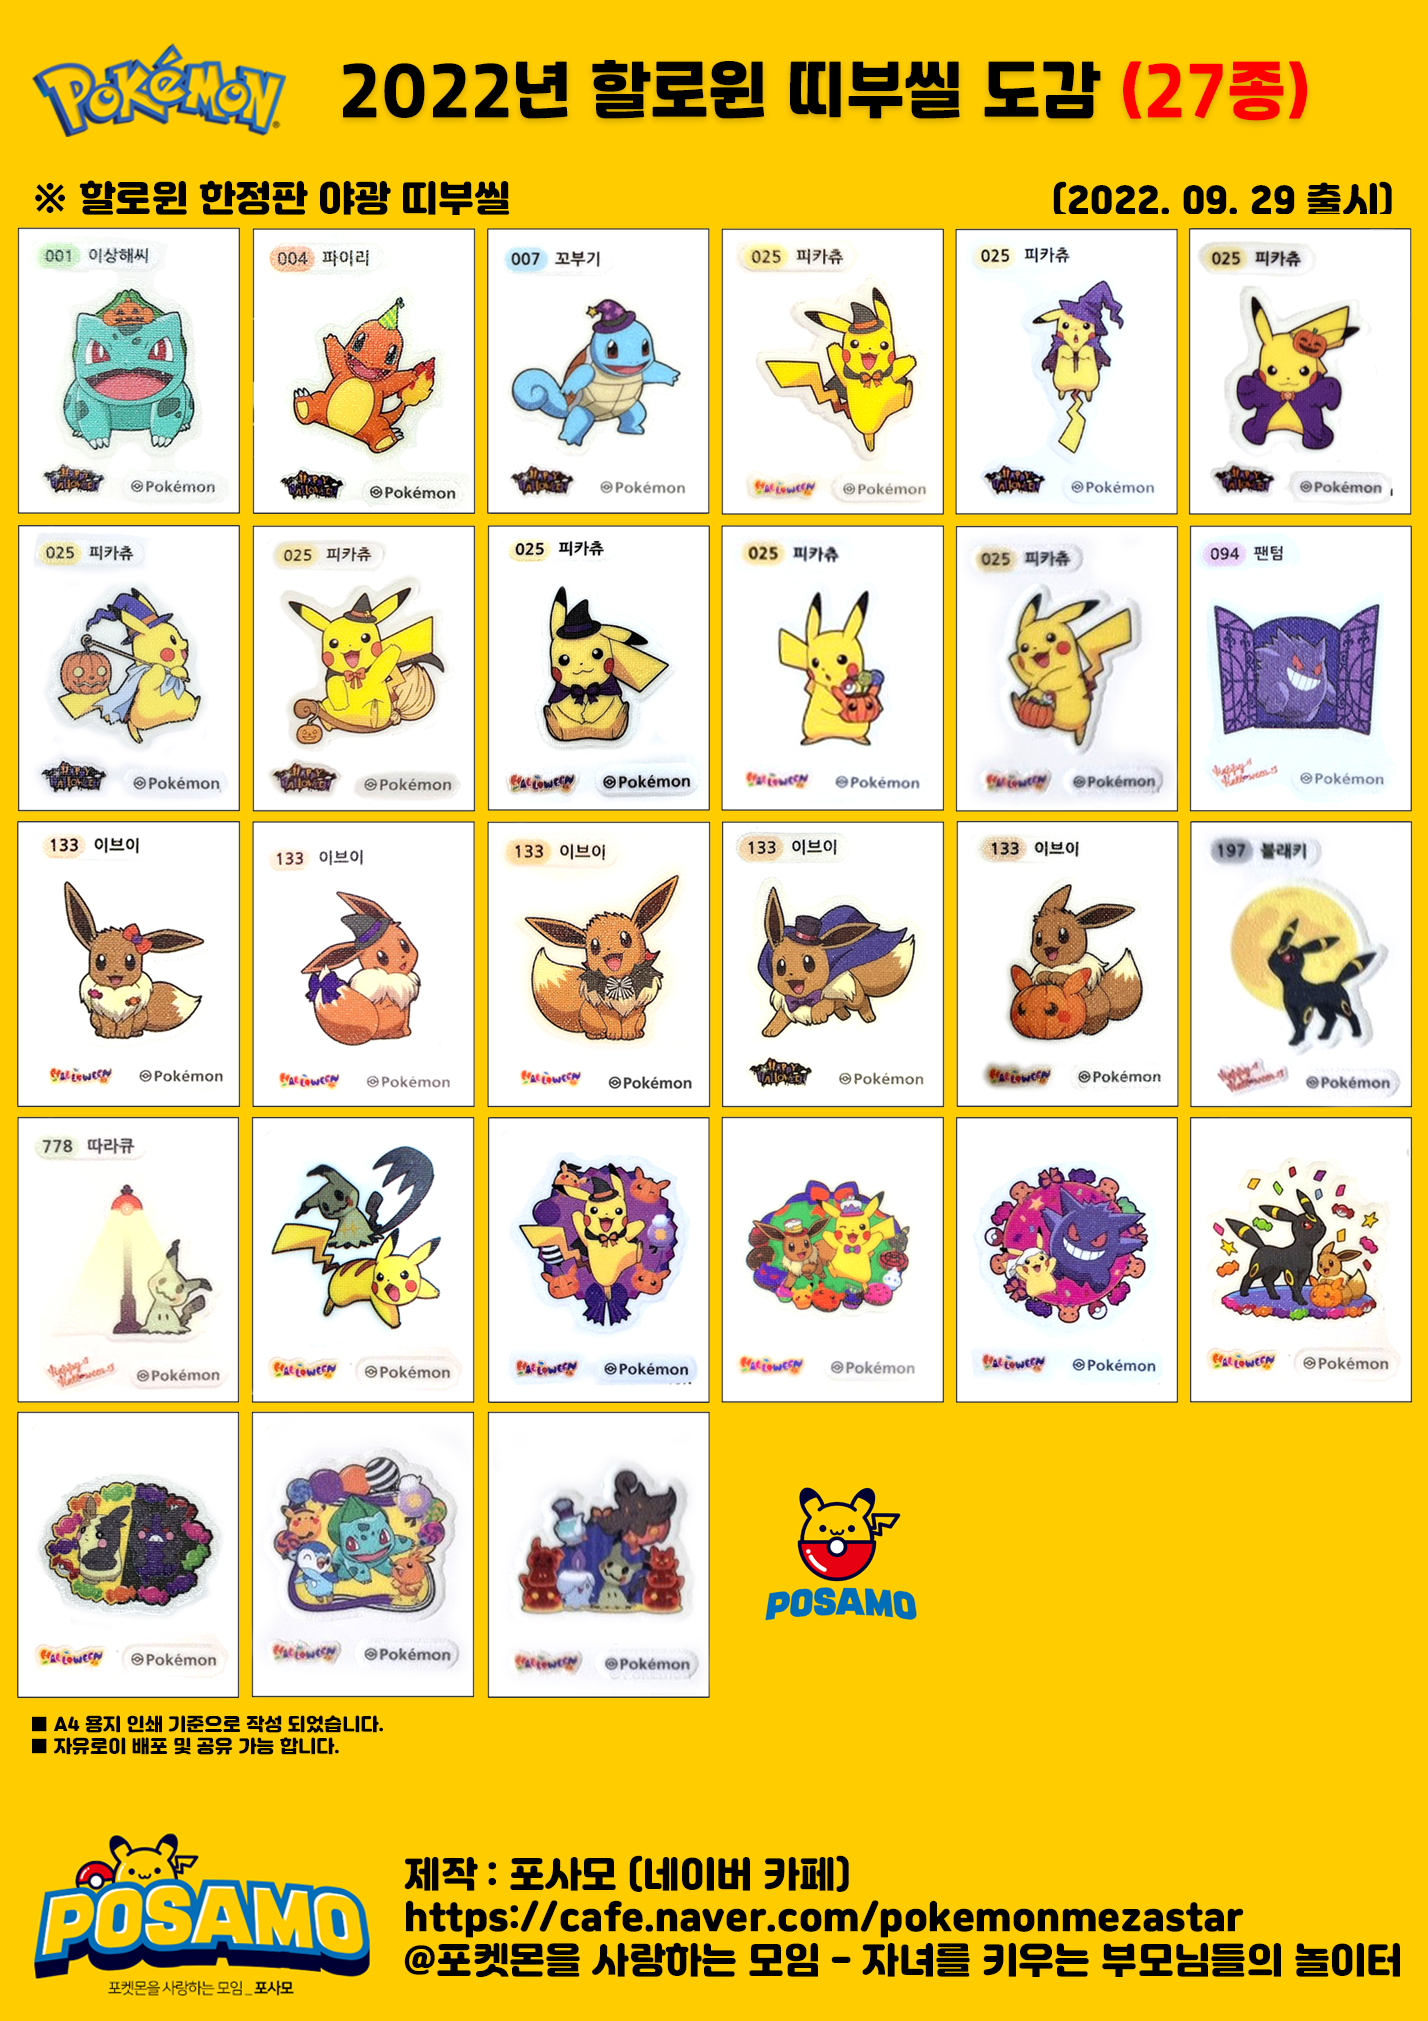 Pokémon
2022년 할로윈 띠부씰 도감 (27종)
※ 할로윈 한정판 야광 띠부씰
(2022. 09. 29 출시)
001 이상해씨
004 파이리
007 꼬부기
025 피카츄
025 피카츄
025 피카츄
HAPPY HALLOWEEN Pokémon
HAPPY HALLOWEEN Pokémon
HAPPY HALLOWEEN Pokémon
HALLOWEEN Pokémon
HAPPY HALLOWEEN Pokémon
HAPPY HALLOWEEN Pokémon
025 피카츄
025 피카츄
025 피카츄
025 피카츄
025 피카츄
094 팬텀
HAPPY HALLOWEEN Pokémon
HAPPY HALLOWEEN Pokémon
HALLOWEEN Pokémon
HALLOWEEN Pokémon
HALLOWEEN Pokémon
Happy Halloween Pokémon
133 이브이
133 이브이
133 이브이
133 이브이
133 이브이
197 블래키
HALLOWEEN Pokémon
HALLOWEEN Pokémon
HALLOWEEN Pokémon
HAPPY HALLOWEEN Pokémon
HALLOWEEN Pokémon
Happy Halloween Pokémon
778 따라큐
Happy Halloween Pokémon
HALLOWEEN Pokémon
HALLOWEEN Pokémon
HALLOWEEN Pokémon
HALLOWEEN Pokémon
HALLOWEEN Pokémon
HALLOWEEN Pokémon
HALLOWEEN Pokémon
HALLOWEEN Pokémon
POSAMO
■ A4 용지 인쇄 기준으로 작성 되었습니다.
■ 자유로이 배포 및 공유 가능 합니다.
POSAMO
포켓몬을 사랑하는 모임_포사모
제작 : 포사모 (네이버 카페)
https://cafe.naver.com/pokemonmezastar
@포켓몬을 사랑하는 모임 - 자녀를 키우는 부모님들의 놀이터